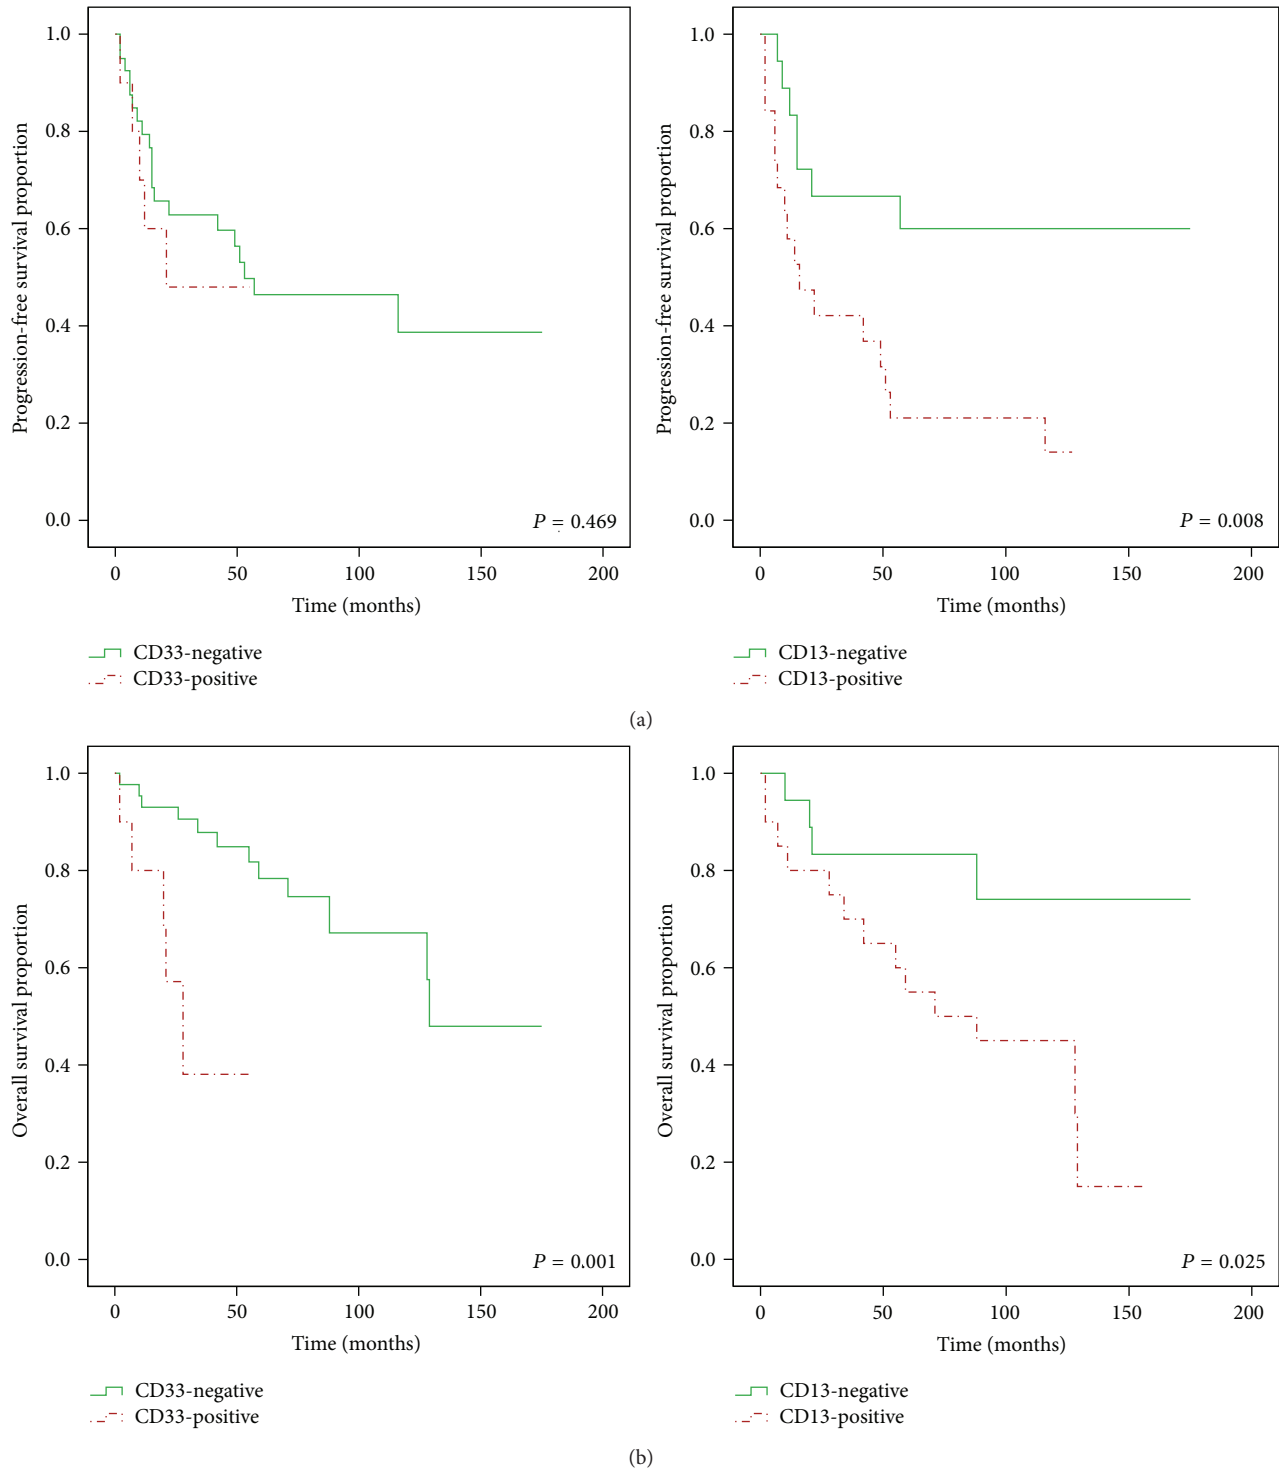 Progression-free survival proportion
1.0
0.8
0.6
0.4
0.2
0.0
P = 0.469
0 50 100 150 200
Time (months)
CD33-negative
CD33-positive
Progression-free survival proportion
1.0
0.8
0.6
0.4
0.2
0.0
P = 0.008
0 50 100 150 200
Time (months)
CD13-negative
CD13-positive
(a)
Overall survival proportion
1.0
0.8
0.6
0.4
0.2
0.0
P = 0.001
0 50 100 150 200
Time (months)
CD33-negative
CD33-positive
Overall survival proportion
1.0
0.8
0.6
0.4
0.2
0.0
P = 0.025
0 50 100 150 200
Time (months)
CD13-negative
CD13-positive
(b)